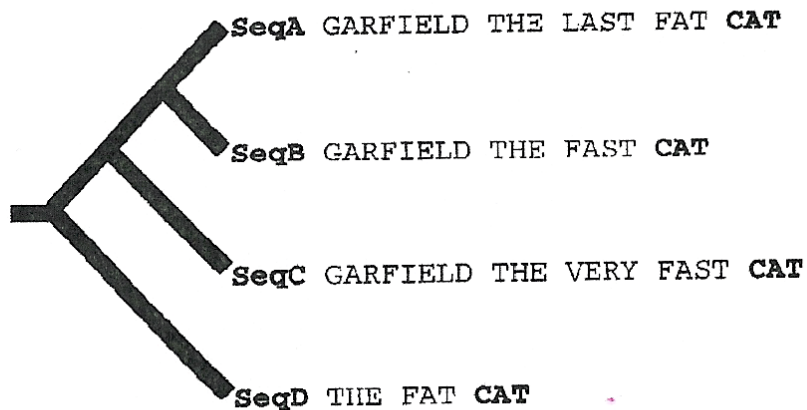 SeqA GARFIELD THE LAST FAT CAT
SeqB GARFIELD THE FAST CAT
SeqC GARFIELD THE VERY FAST CAT
SeqD THE FAT CAT